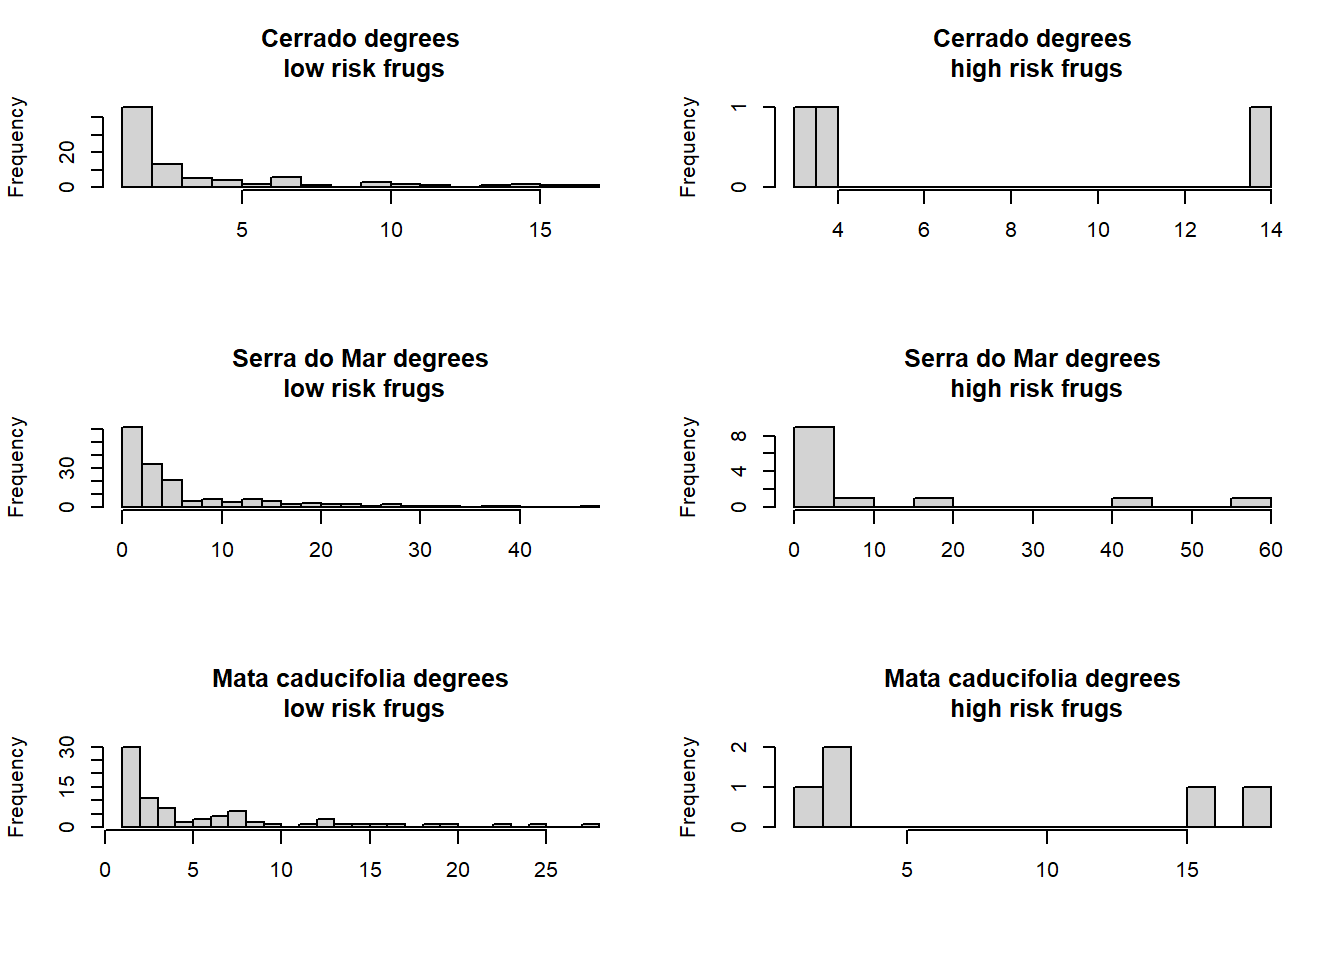 Cerrado degrees
low risk frugs
Frequency
0 20
5 10 15
Cerrado degrees
high risk frugs
Frequency
0 1
4 6 8 10 12 14
Serra do Mar degrees
low risk frugs
Frequency
0 30
0 10 20 30 40
Serra do Mar degrees
high risk frugs
Frequency
0 4 8
0 10 20 30 40 50 60
Mata caducifolia degrees
low risk frugs
Frequency
0 15 30
0 5 10 15 20 25
Mata caducifolia degrees
high risk frugs
Frequency
0 1 2
5 10 15